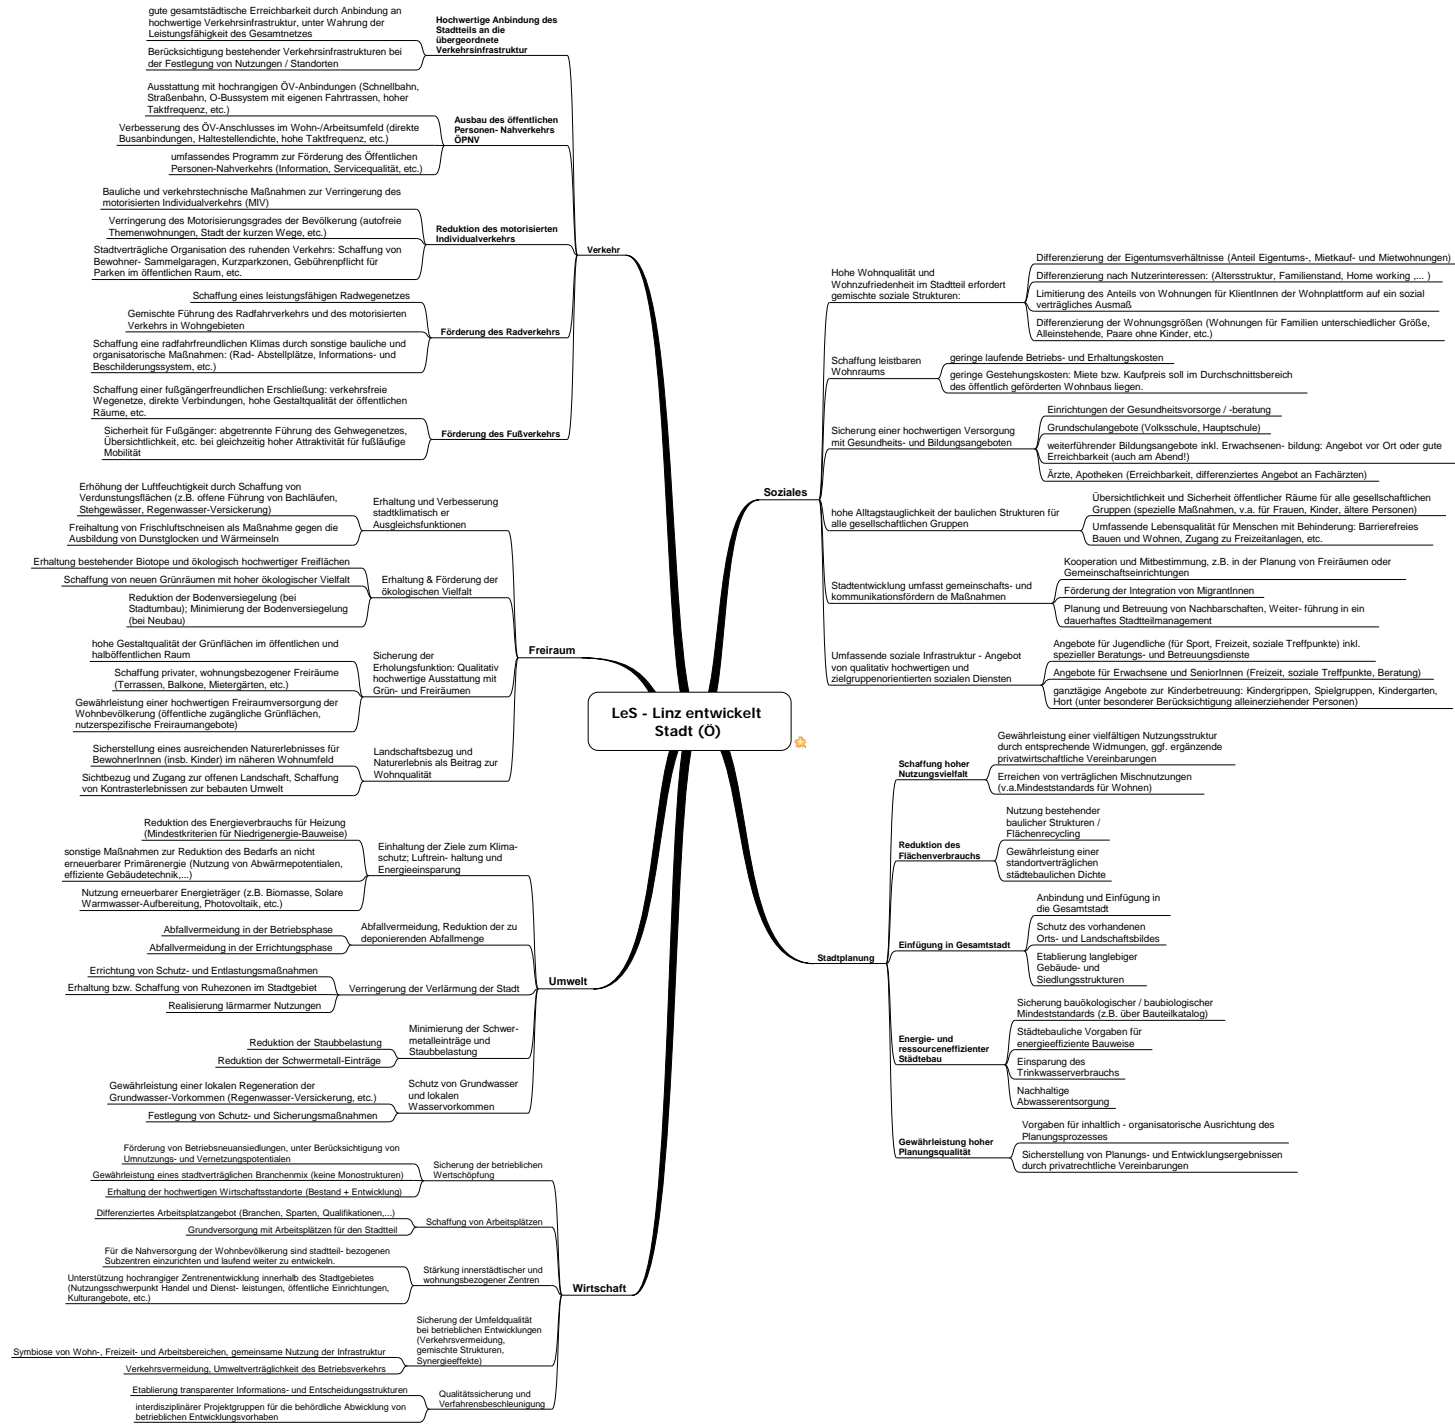 LeS - Linz entwickelt
Stadt (Ö)
Verkehr
Hochwertige Anbindung des
Stadtteils an die
übergeordnete
Verkehrsinfrastruktur
gute gesamtstädtische Erreichbarkeit durch Anbindung an
hochwertige Verkehrsinfrastruktur, unter Wahrung der
Leistungsfähigkeit des Gesamtnetzes
Berücksichtigung bestehender Verkehrsinfrastrukturen bei
der Festlegung von Nutzungen / Standorten
Ausbau des öffentlichen
Personen- Nahverkehrs
ÖPNV
Ausstattung mit hochrangigen ÖV-Anbindungen (Schnellbahn,
Straßenbahn, O-Bussystem mit eigenen Fahrtrassen, hoher
Taktfrequenz, etc.)
Verbesserung des ÖV-Anschlusses im Wohn-/Arbeitsumfeld (direkte
Busanbindungen, Haltestellendichte, hohe Taktfrequenz, etc.)
umfassendes Programm zur Förderung des Öffentlichen
Personen-Nahverkehrs (Information, Servicequalität, etc.)
Reduktion des motorisierten
Individualverkehrs
Bauliche und verkehrstechnische Maßnahmen zur Verringerung des
motorisierten Individualverkehrs (MIV)
Verringerung des Motorisierungsgrades der Bevölkerung (autofreie
Themenwohnungen, Stadt der kurzen Wege, etc.)
Stadtverträgliche Organisation des ruhenden Verkehrs: Schaffung von
Bewohner- Sammelgaragen, Kurzparkzonen, Gebührenpflicht für
Parken im öffentlichen Raum, etc.
Förderung des Radverkehrs
Schaffung eines leistungsfähigen Radwegenetzes
Gemischte Führung des Radfahrverkehrs und des motorisierten
Verkehrs in Wohngebieten
Schaffung eine radfahrfreundlichen Klimas durch sonstige bauliche und
organisatorische Maßnahmen: (Rad- Abstellplätze, Informations- und
Beschilderungssystem, etc.)
Förderung des Fußverkehrs
Schaffung einer fußgängerfreundlichen Erschließung: verkehrsfreie
Wegenetze, direkte Verbindungen, hohe Gestaltqualität der öffentlichen
Räume, etc.
Sicherheit für Fußgänger: abgetrennte Führung des Gehwegenetzes,
Übersichtlichkeit, etc. bei gleichzeitig hoher Attraktivität für fußläufige
Mobilität
Freiraum
Erhaltung und Verbesserung
stadtklimatisch er
Ausgleichsfunktionen
Erhöhung der Luftfeuchtigkeit durch Schaffung von
Verdunstungsflächen (z.B. offene Führung von Bachläufen,
Stehgewässer, Regenwasser-Versickerung)
Freihaltung von Frischluftschneisen als Maßnahme gegen die
Ausbildung von Dunstglocken und Wärmeinseln
Erhaltung & Förderung der
ökologischen Vielfalt
Erhaltung bestehender Biotope und ökologisch hochwertiger Freiflächen
Schaffung von neuen Grünräumen mit hoher ökologischer Vielfalt
Reduktion der Bodenversiegelung (bei
Stadtumbau); Minimierung der Bodenversiegelung
(bei Neubau)
Sicherung der
Erholungsfunktion: Qualitativ
hochwertige Ausstattung mit
Grün- und Freiräumen
hohe Gestaltqualität der Grünflächen im öffentlichen und
halböffentlichen Raum
Schaffung privater, wohnungsbezogener Freiräume
(Terrassen, Balkone, Mietergärten, etc.)
Gewährleistung einer hochwertigen Freiraumversorgung der
Wohnbevölkerung (öffentliche zugängliche Grünflächen,
nutzerspezifische Freiraumangebote)
Landschaftsbezug und
Naturerlebnis als Beitrag zur
Wohnqualität
Sicherstellung eines ausreichenden Naturerlebnisses für
BewohnerInnen (insb. Kinder) im näheren Wohnumfeld
Sichtbezug und Zugang zur offenen Landschaft, Schaffung
von Kontrasterlebnissen zur bebauten Umwelt
Umwelt
Einhaltung der Ziele zum Klima-
schutz; Luftrein- haltung und
Energieeinsparung
Reduktion des Energieverbrauchs für Heizung
(Mindestkriterien für Niedrigenergie-Bauweise)
sonstige Maßnahmen zur Reduktion des Bedarfs an nicht
erneuerbarer Primärenergie (Nutzung von Abwärmepotentialen,
effiziente Gebäudetechnik,...)
Nutzung erneuerbarer Energieträger (z.B. Biomasse, Solare
Warmwasser-Aufbereitung, Photovoltaik, etc.)
Abfallvermeidung, Reduktion der zu
deponierenden Abfallmenge
Abfallvermeidung in der Betriebsphase
Abfallvermeidung in der Errichtungsphase
Verringerung der Verlärmung der Stadt
Errichtung von Schutz- und Entlastungsmaßnahmen
Erhaltung bzw. Schaffung von Ruhezonen im Stadtgebiet
Realisierung lärmarmer Nutzungen
Minimierung der Schwer-
metalleinträge und
Staubbelastung
Reduktion der Staubbelastung
Reduktion der Schwermetall-Einträge
Schutz von Grundwasser
und lokalen
Wasservorkommen
Gewährleistung einer lokalen Regeneration der
Grundwasser-Vorkommen (Regenwasser-Versickerung, etc.)
Festlegung von Schutz- und Sicherungsmaßnahmen
Wirtschaft
Sicherung der betrieblichen
Wertschöpfung
Förderung von Betriebsneuansiedlungen, unter Berücksichtigung von
Umnutzungs- und Vernetzungspotentialen
Gewährleistung eines stadtverträglichen Branchenmix (keine Monostrukturen)
Erhaltung der hochwertigen Wirtschaftsstandorte (Bestand + Entwicklung)
Schaffung von Arbeitsplätzen
Differenziertes Arbeitsplatzangebot (Branchen, Sparten, Qualifikationen,...)
Grundversorgung mit Arbeitsplätzen für den Stadtteil
Stärkung innerstädtischer und
wohnungsbezogener Zentren
Für die Nahversorgung der Wohnbevölkerung sind stadtteil- bezogenen
Subzentren einzurichten und laufend weiter zu entwickeln.
Unterstützung hochrangiger Zentrenentwicklung innerhalb des Stadtgebietes
(Nutzungsschwerpunkt Handel und Dienst- leistungen, öffentliche Einrichtungen,
Kulturangebote, etc.)
Sicherung der Umfeldqualität
bei betrieblichen Entwicklungen
(Verkehrsvermeidung,
gemischte Strukturen,
Synergieeffekte)
Symbiose von Wohn-, Freizeit- und Arbeitsbereichen, gemeinsame Nutzung der Infrastruktur
Verkehrsvermeidung, Umweltverträglichkeit des Betriebsverkehrs
Qualitätssicherung und
Verfahrensbeschleunigung
Etablierung transparenter Informations- und Entscheidungsstrukturen
interdisziplinärer Projektgruppen für die behördliche Abwicklung von
betrieblichen Entwicklungsvorhaben
Soziales
Hohe Wohnqualität und
Wohnzufriedenheit im Stadtteil erfordert
gemischte soziale Strukturen:
Differenzierung der Eigentumsverhältnisse (Anteil Eigentums-, Mietkauf- und Mietwohnungen)
Differenzierung nach Nutzerinteressen: (Altersstruktur, Familienstand, Home working ,... )
Limitierung des Anteils von Wohnungen für KlientInnen der Wohnplattform auf ein sozial
verträgliches Ausmaß
Differenzierung der Wohnungsgrößen (Wohnungen für Familien unterschiedlicher Größe,
Alleinstehende, Paare ohne Kinder, etc.)
Schaffung leistbaren
Wohnraums
geringe laufende Betriebs- und Erhaltungskosten
geringe Gestehungskosten: Miete bzw. Kaufpreis soll im Durchschnittsbereich
des öffentlich geförderten Wohnbaus liegen.
Sicherung einer hochwertigen Versorgung
mit Gesundheits- und Bildungsangeboten
Einrichtungen der Gesundheitsvorsorge / -beratung
Grundschulangebote (Volksschule, Hauptschule)
weiterführender Bildungsangebote inkl. Erwachsenen- bildung: Angebot vor Ort oder gute
Erreichbarkeit (auch am Abend!)
Ärzte, Apotheken (Erreichbarkeit, differenziertes Angebot an Fachärzten)
hohe Alltagstauglichkeit der baulichen Strukturen für
alle gesellschaftlichen Gruppen
Übersichtlichkeit und Sicherheit öffentlicher Räume für alle gesellschaftlichen
Gruppen (spezielle Maßnahmen, v.a. für Frauen, Kinder, ältere Personen)
Umfassende Lebensqualität für Menschen mit Behinderung: Barrierefreies
Bauen und Wohnen, Zugang zu Freizeitanlagen, etc.
Stadtentwicklung umfasst gemeinschafts- und
kommunikationsfördern de Maßnahmen
Kooperation und Mitbestimmung, z.B. in der Planung von Freiräumen oder
Gemeinschaftseinrichtungen
Förderung der Integration von MigrantInnen
Planung und Betreuung von Nachbarschaften, Weiter- führung in ein
dauerhaftes Stadtteilmanagement
Umfassende soziale Infrastruktur - Angebot
von qualitativ hochwertigen und
zielgruppenorientierten sozialen Diensten
Angebote für Jugendliche (für Sport, Freizeit, soziale Treffpunkte) inkl.
spezieller Beratungs- und Betreuungsdienste
Angebote für Erwachsene und SeniorInnen (Freizeit, soziale Treffpunkte, Beratung)
ganztägige Angebote zur Kinderbetreuung: Kindergrippen, Spielgruppen, Kindergarten,
Hort (unter besonderer Berücksichtigung alleinerziehender Personen)
Stadtplanung
Schaffung hoher
Nutzungsvielfalt
Gewährleistung einer vielfältigen Nutzungsstruktur
durch entsprechende Widmungen, ggf. ergänzende
privatwirtschaftliche Vereinbarungen
Erreichen von verträglichen Mischnutzungen
(v.a.Mindeststandards für Wohnen)
Reduktion des
Flächenverbrauchs
Nutzung bestehender
baulicher Strukturen /
Flächenrecycling
Gewährleistung einer
standortverträglichen
städtebaulichen Dichte
Einfügung in Gesamtstadt
Anbindung und Einfügung in
die Gesamtstadt
Schutz des vorhandenen
Orts- und Landschaftsbildes
Etablierung langlebiger
Gebäude- und
Siedlungsstrukturen
Energie- und
ressourceneffizienter
Städtebau
Sicherung bauökologischer / baubiologischer
Mindeststandards (z.B. über Bauteilkatalog)
Städtebauliche Vorgaben für
energieeffiziente Bauweise
Einsparung des
Trinkwasserverbrauchs
Nachhaltige
Abwasserentsorgung
Gewährleistung hoher
Planungsqualität
Vorgaben für inhaltlich - organisatorische Ausrichtung des
Planungsprozesses
Sicherstellung von Planungs- und Entwicklungsergebnissen
durch privatrechtliche Vereinbarungen